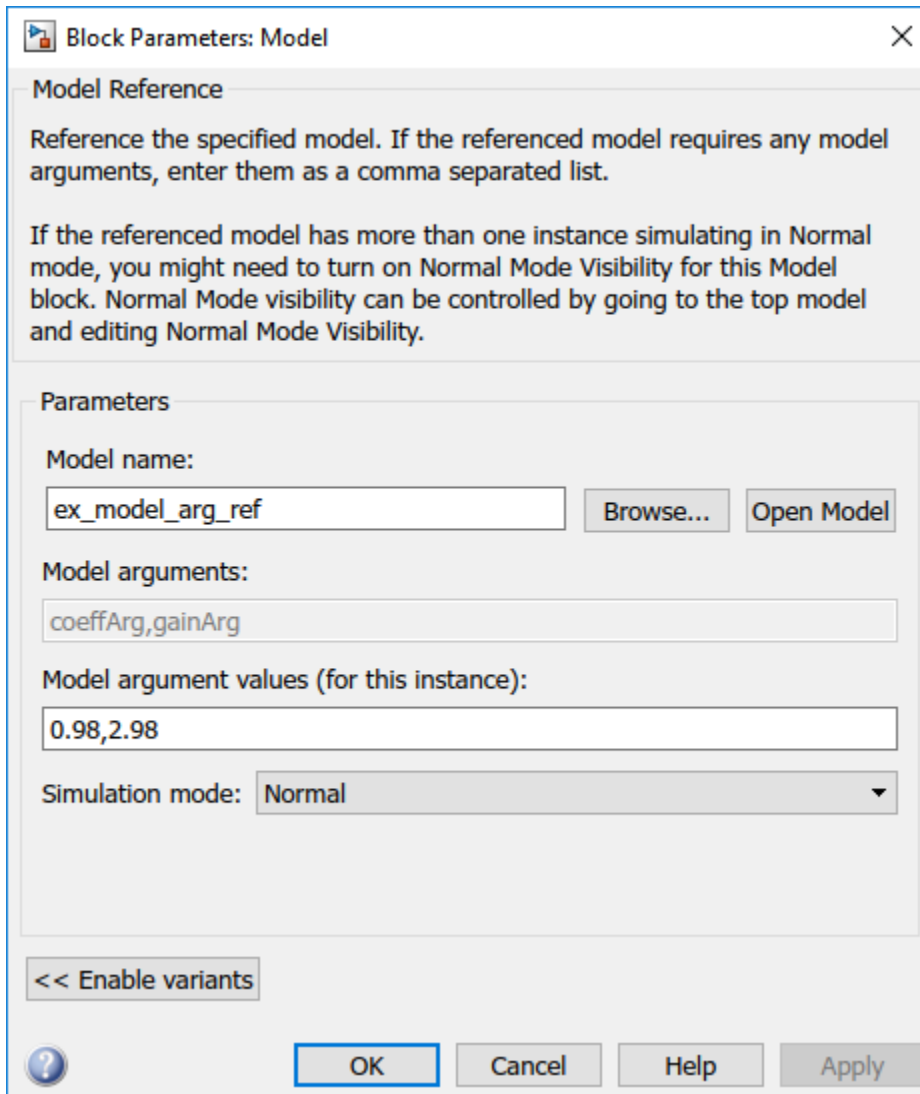 Block Parameters: Model
Model Reference
Reference the specified model. If the referenced model requires any model
arguments, enter them as a comma separated list.
If the referenced model has more than one instance simulating in Normal
mode, you might need to turn on Normal Mode Visibility for this Model
block. Normal Mode visibility can be controlled by going to the top model
and editing Normal Mode Visibility.
Parameters
Model name:
ex_model_arg_ref Browse... Open Model
Model arguments:
coeffArg,gainArg
Model argument values (for this instance):
0.98,2.98
Simulation mode: Normal
<< Enable variants
? OK Cancel Help Apply